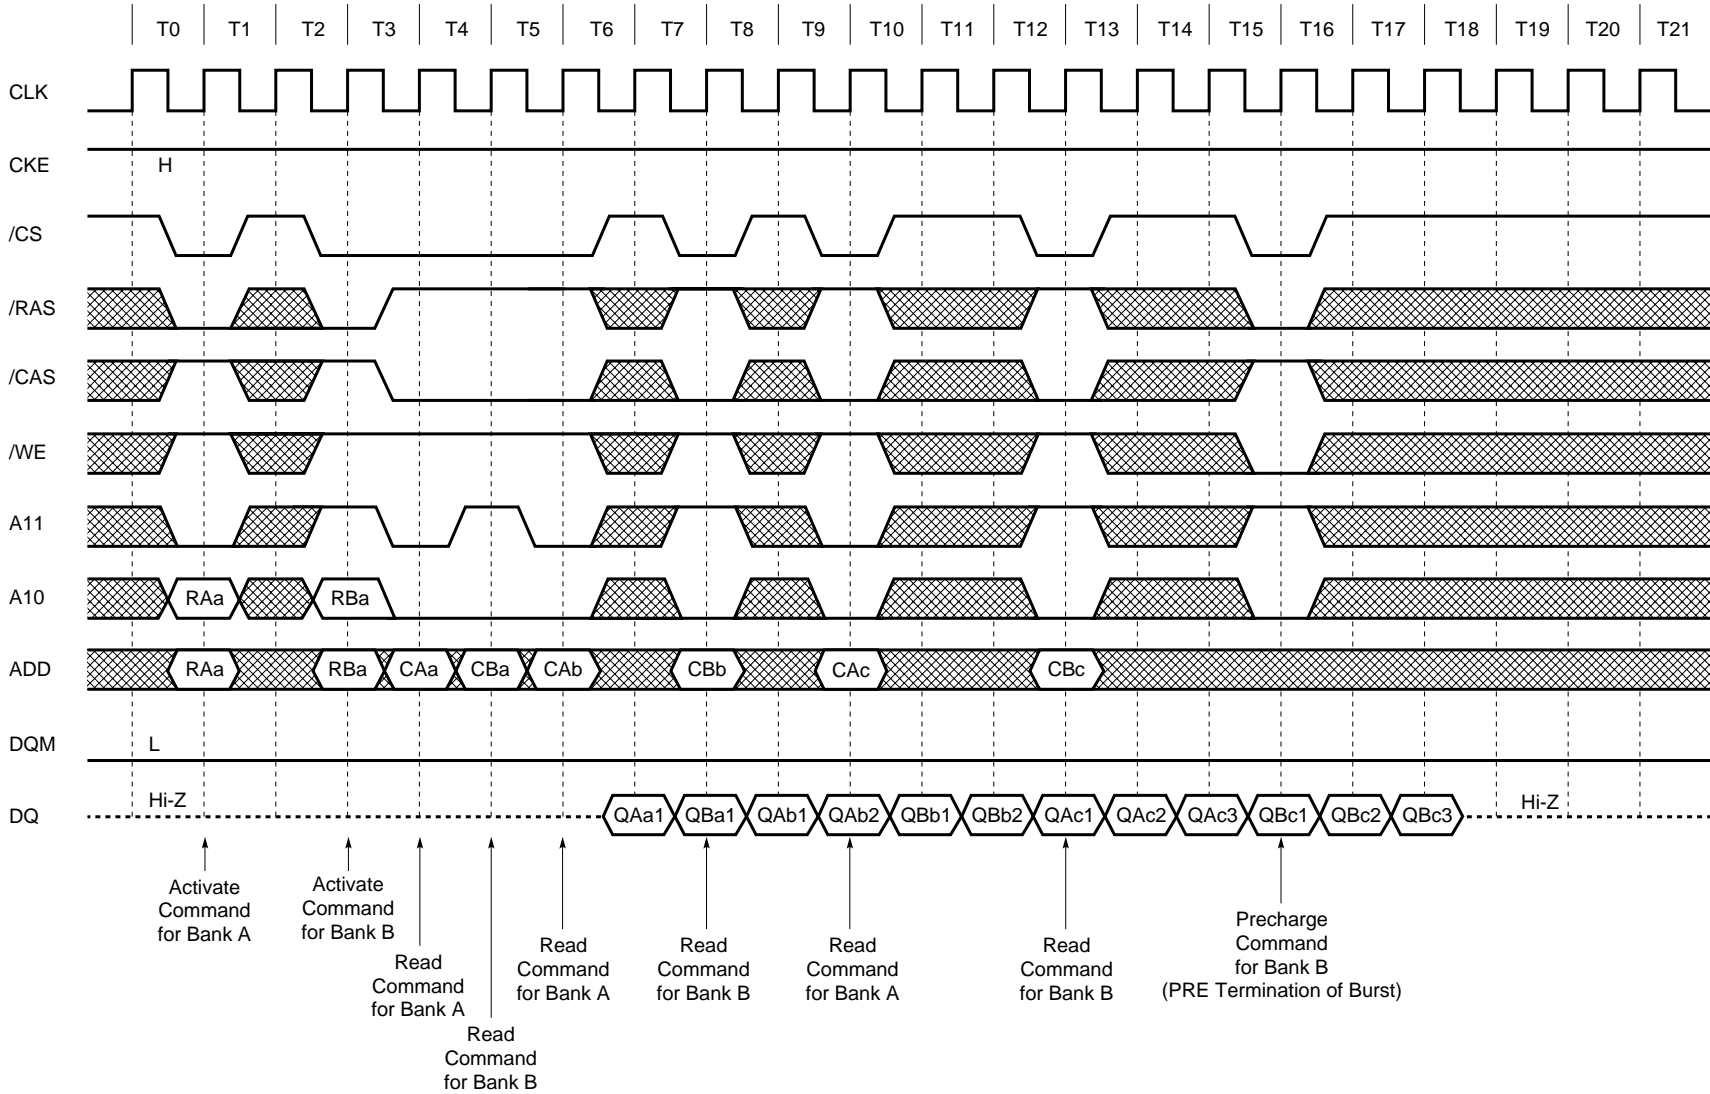 T0 T1 T2 T3 T4 T5 T6 T7 T8 T9 T10 T11 T12 T13 T14 T15 T16 T17 T18 T19 T20 T21
CLK
CKE H
/CS
/RAS
/CAS
/WE
A11
A10 RAa RBa
ADD RAa RBa CAa CBa CAb CBb CAc CBc
DQM L
Hi-Z Hi-Z
DQ QAa1 QBa1 QAb1 QAb2 QBb1 QBb2 QAc1 QAc2 QAc3 QBc1 QBc2 QBc3
Activate
Command
for Bank A
Activate
Command
for Bank B
Read
Command
for Bank A
Read
Command
for Bank B
Read
Command
for Bank A
Read
Command
for Bank B
Read
Command
for Bank A
Read
Command
for Bank B
Precharge
Command
for Bank B
(PRE Termination of Burst)